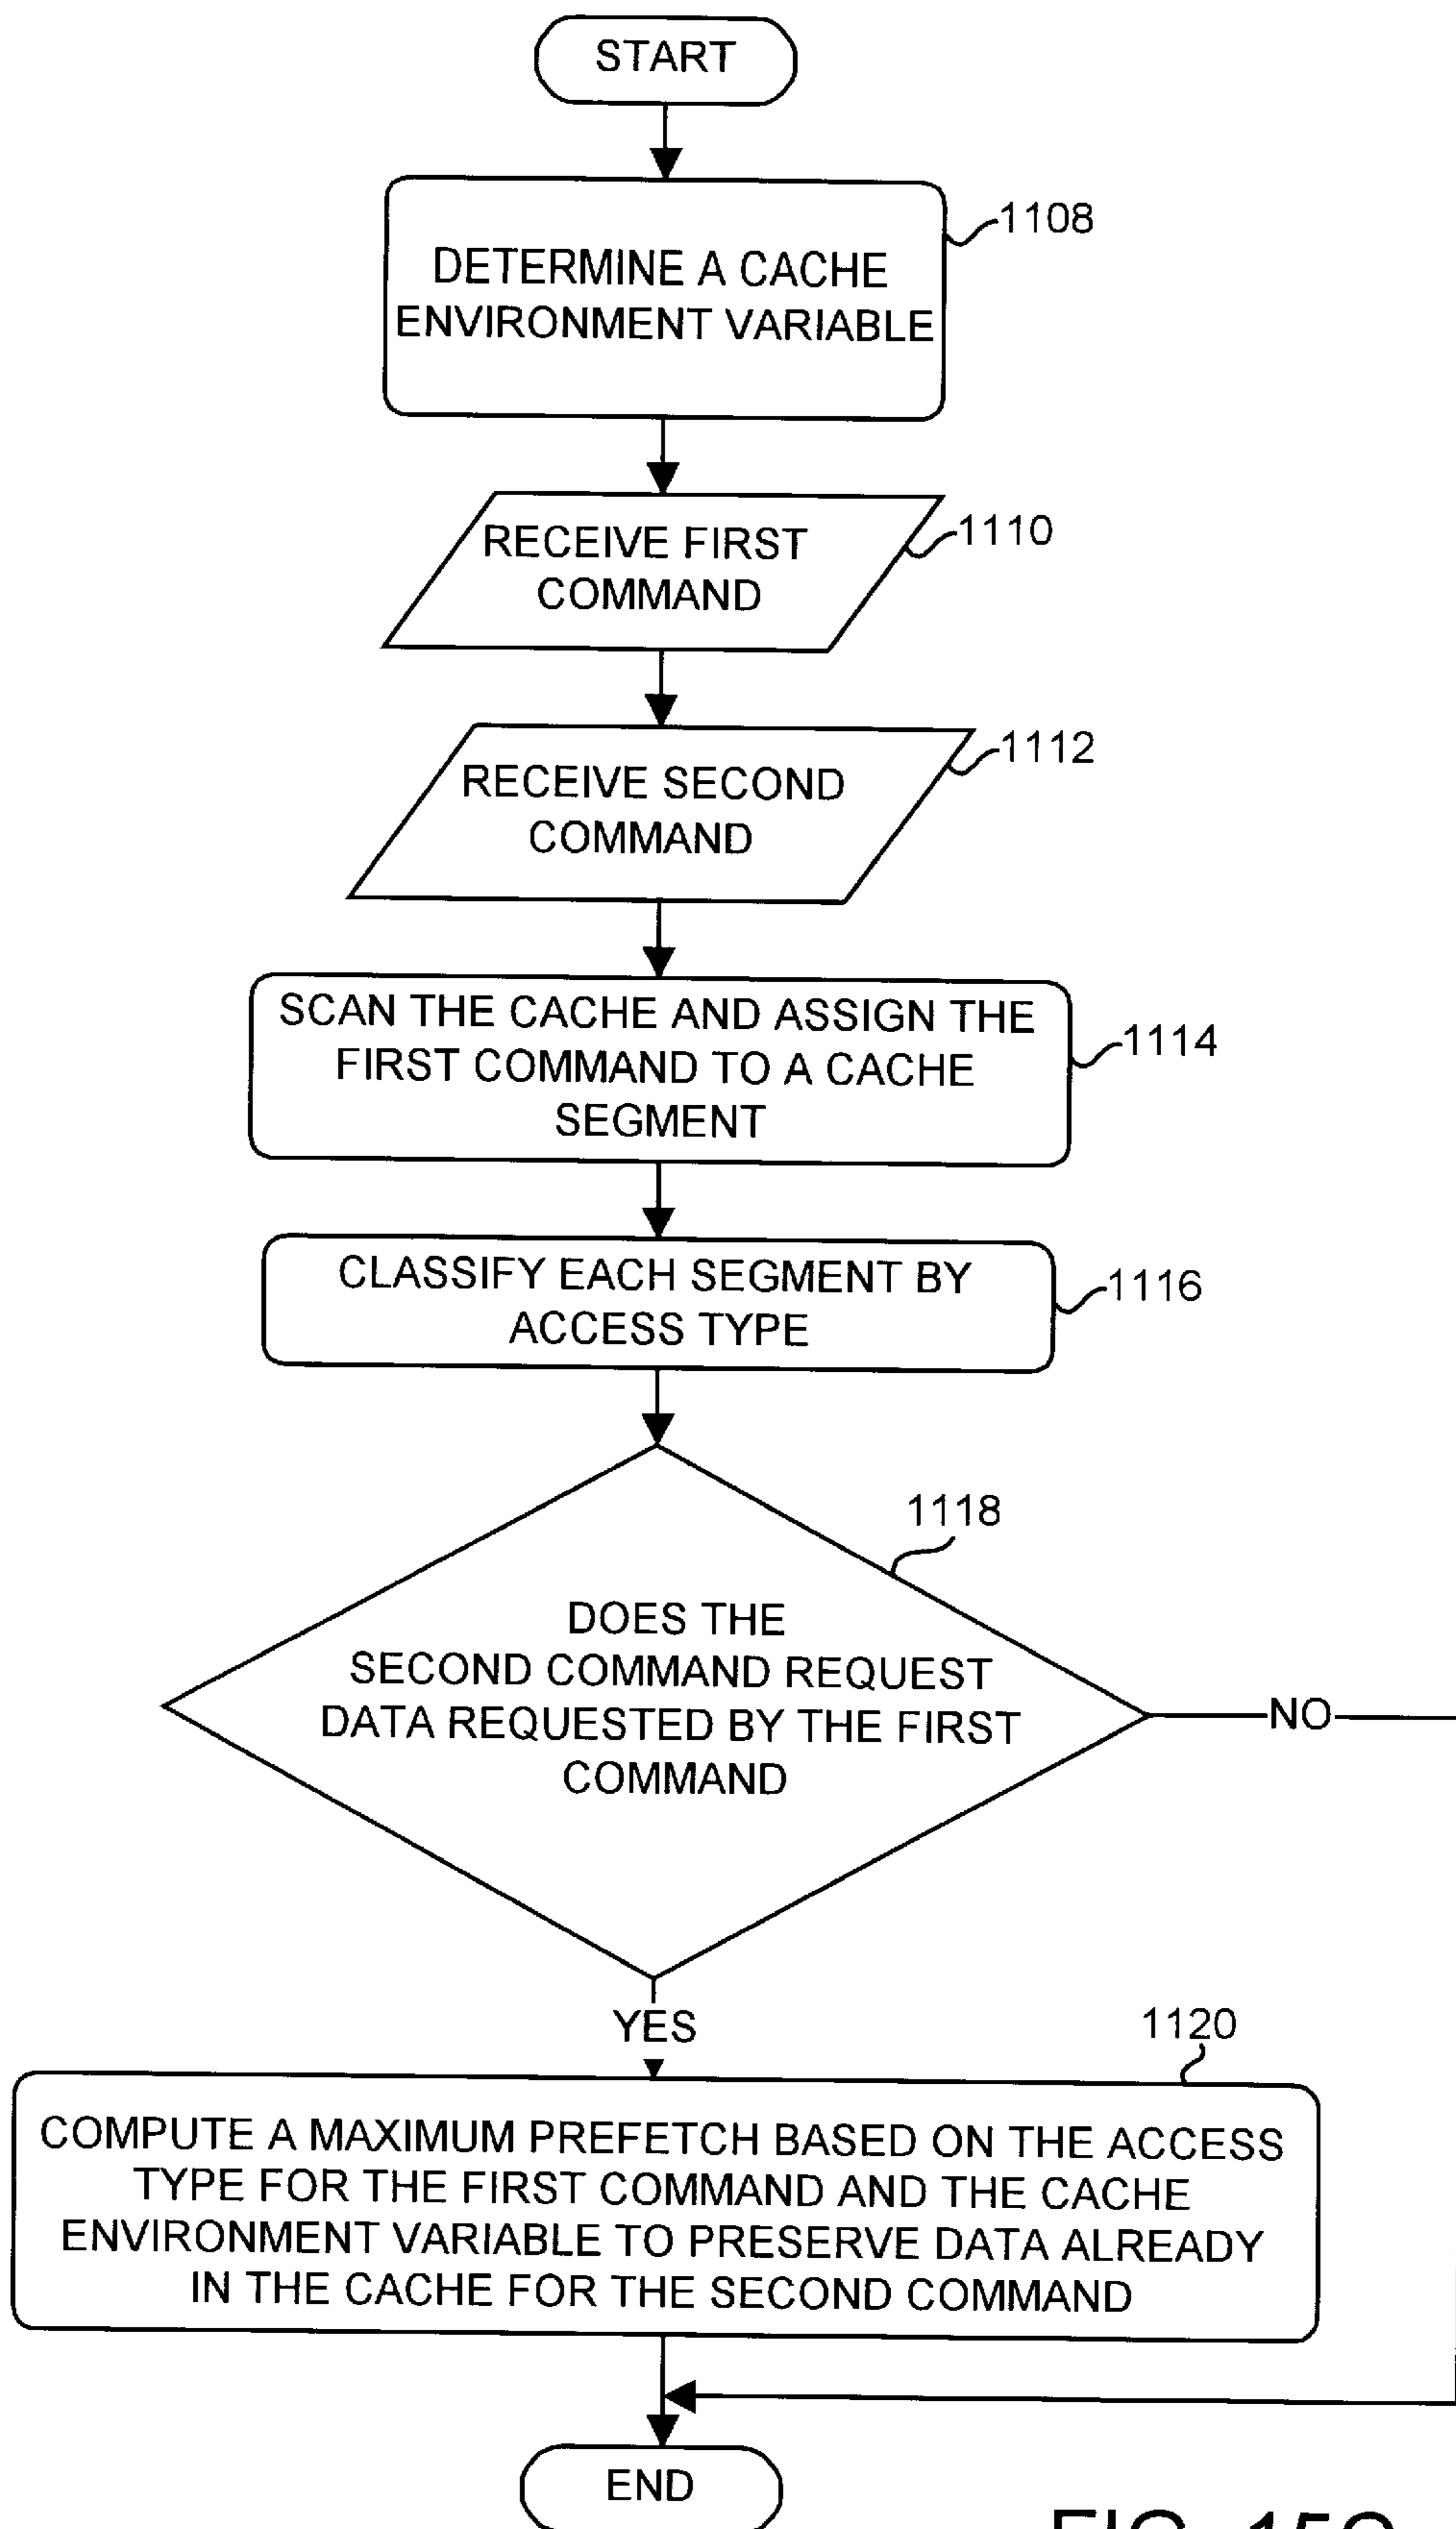 START
1108
DETERMINE A CACHE
ENVIRONMENT VARIABLE
1110
RECEIVE FIRST
COMMAND
1112
RECEIVE SECOND
COMMAND
SCAN THE CACHE AND ASSIGN THE
FIRST COMMAND TO A CACHE
SEGMENT
1114
CLASSIFY EACH SEGMENT BY
ACCESS TYPE
1116
1118
DOES THE
SECOND COMMAND REQUEST
DATA REQUESTED BY THE FIRST
COMMAND
NO
YES
1120
COMPUTE A MAXIMUM PREFETCH BASED ON THE ACCESS
TYPE FOR THE FIRST COMMAND AND THE CACHE
ENVIRONMENT VARIABLE TO PRESERVE DATA ALREADY
IN THE CACHE FOR THE SECOND COMMAND
END